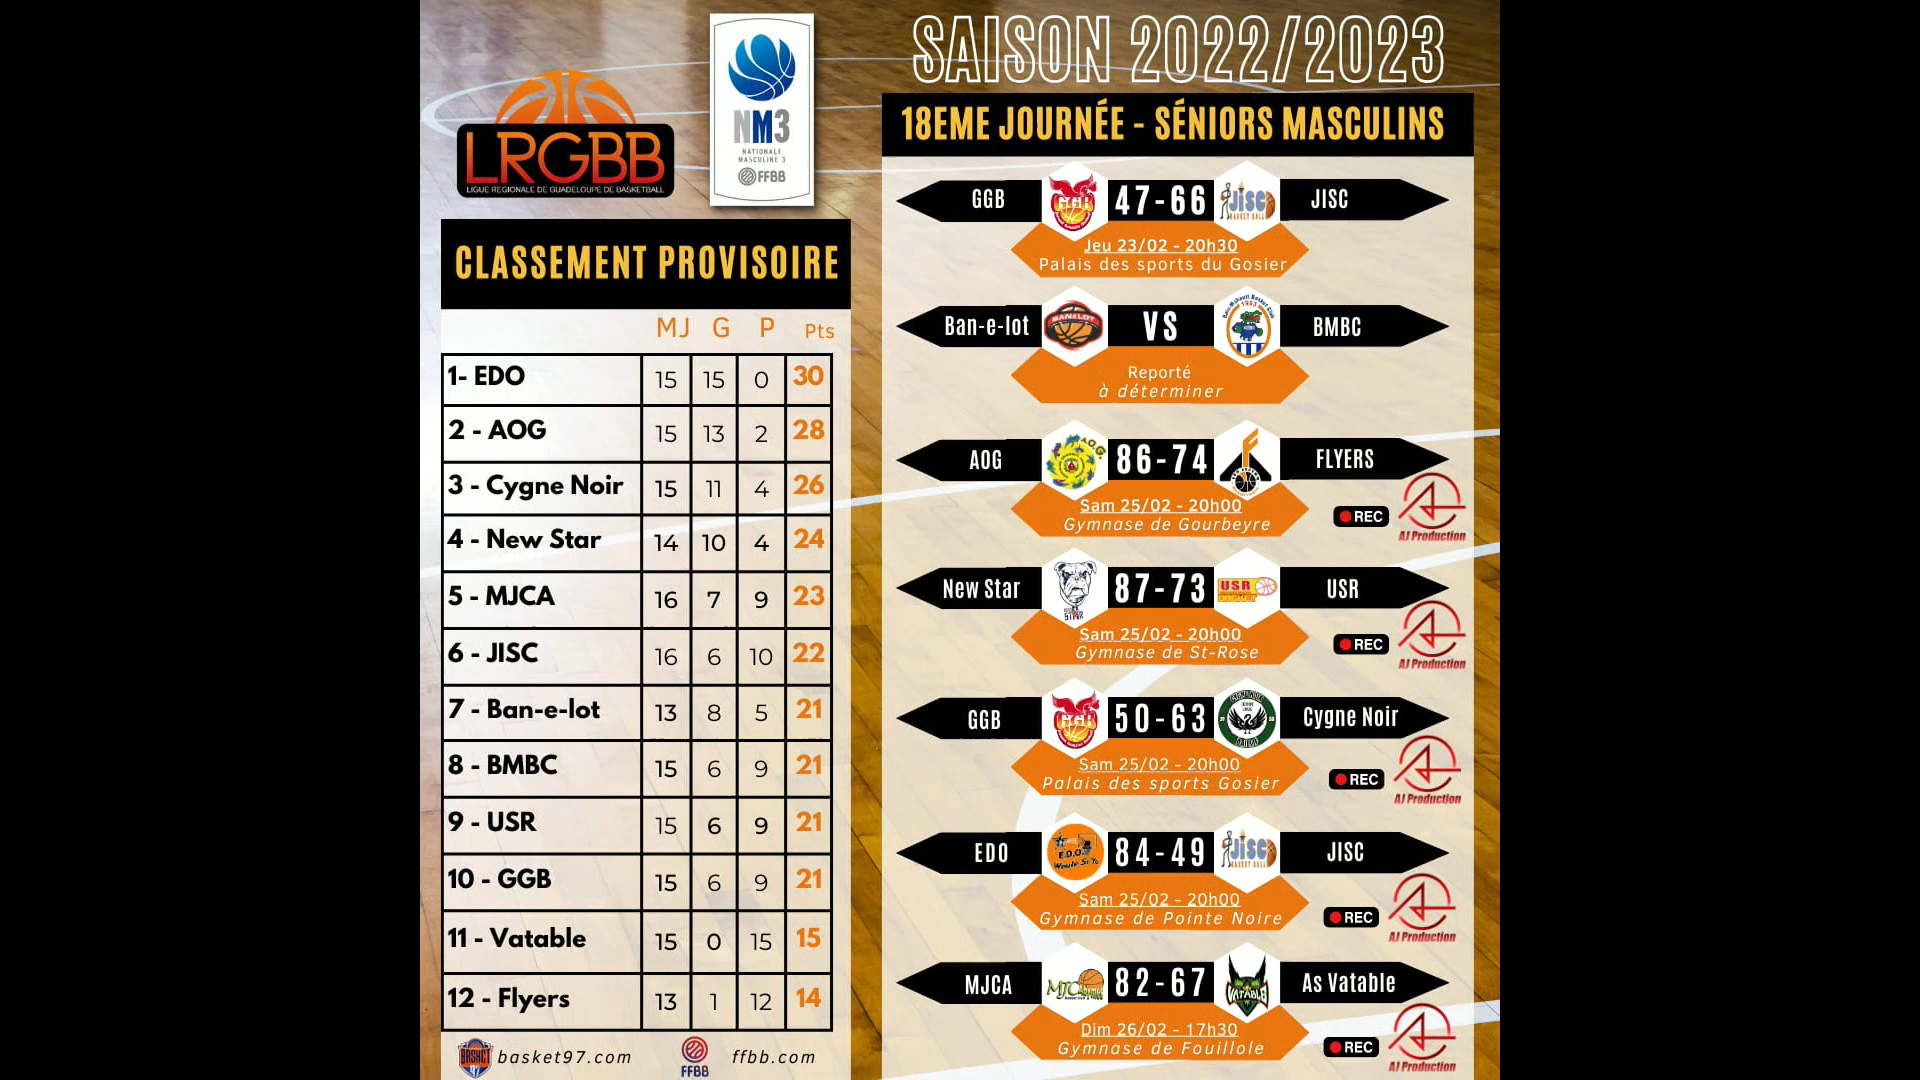 SAISON 2022/2023
LRGBB
LIGUE REGIONALE DE GUADELOUPE DE BASKETBALL
NM3
NATIONALE
MASCULINE 3
FFBB
CLASSEMENT PROVISOIRE
MJ G P Pts
1- EDO 15 15 0 30
2 - AOG 15 13 2 28
3 - Cygne Noir 15 11 4 26
4 - New Star 14 10 4 24
5 - MJCA 16 7 9 23
6 - JISC 16 6 10 22
7 - Ban-e-lot 13 8 5 21
8 - BMBC 15 6 9 21
9 - USR 15 6 9 21
10 - GGB 15 6 9 21
11 - Vatable 15 0 15 15
12 - Flyers 13 1 12 14
basket97.com
FFBB
ffbb.com
18EME JOURNÉE - SÉNIORS MASCULINS
GGB 47-66 JISC
Jeu 23/02 - 20h30
Palais des sports du Gosier
Ban-e-lot VS BMBC
Reporté
à déterminer
AOG 86-74 FLYERS
Sam 25/02 - 20h00
Gymnase de Gourbeyre
REC
AJ Production
New Star 87-73 USR
Sam 25/02 - 20h00
Gymnase de St-Rose
REC
AJ Production
GGB 50-63 Cygne Noir
Sam 25/02 - 20h00
Palais des sports Gosier
REC
AJ Production
EDO 84-49 JISC
Sam 25/02 - 20h00
Gymnase de Pointe Noire
REC
AJ Production
MJCA 82-67 As Vatable
Dim 26/02 - 17h30
Gymnase de Fouillole
REC
AJ Production